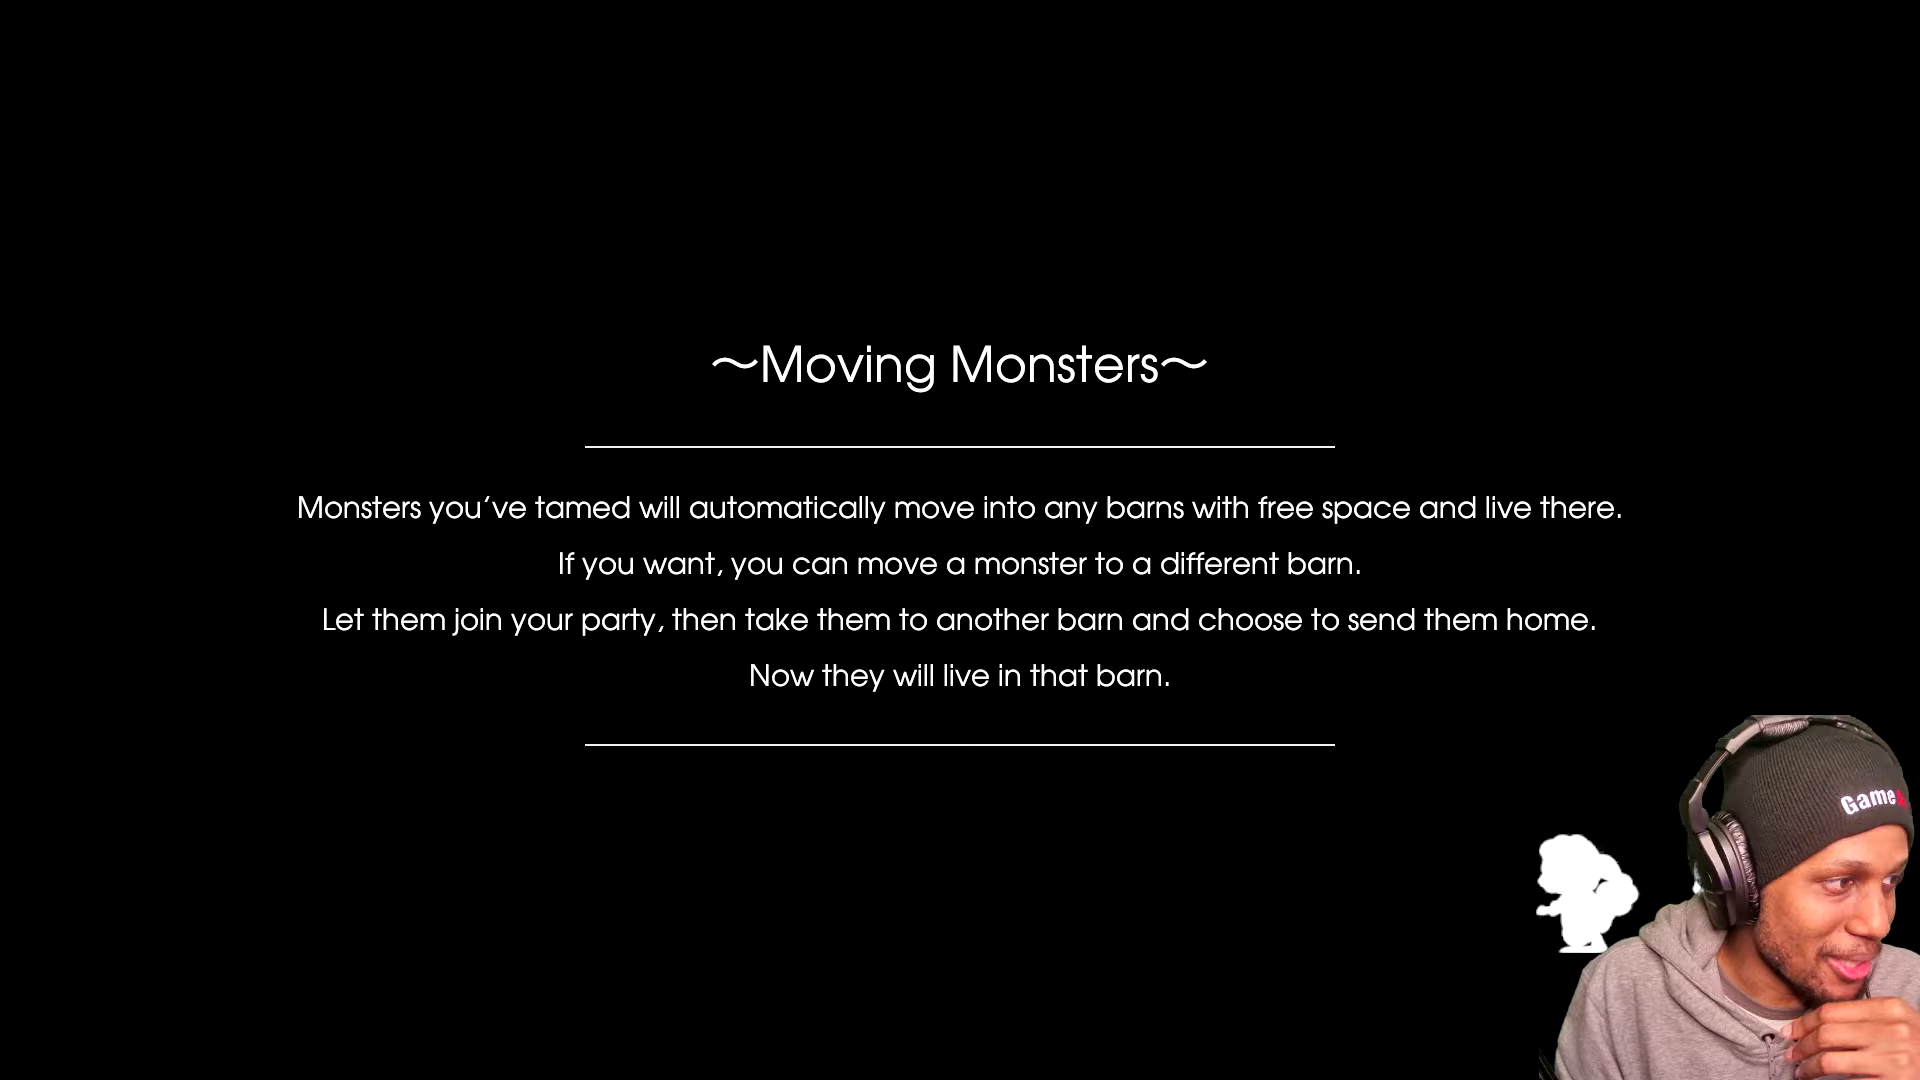 ～Moving Monsters～
Monsters you’ve tamed will automatically move into any barns with free space and live there.
If you want, you can move a monster to a different barn.
Let them join your party, then take them to another barn and choose to send them home.
Now they will live in that barn.
Game